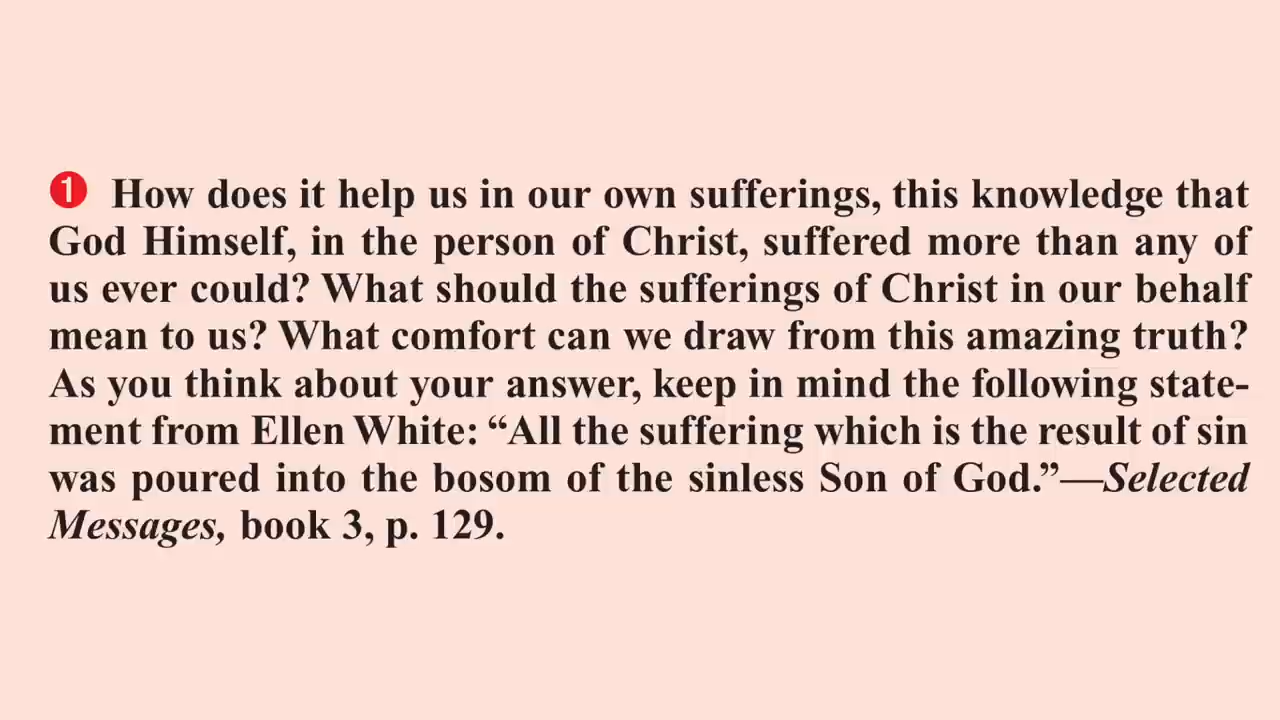 1 How does it help us in our own sufferings, this knowledge that
God Himself, in the person of Christ, suffered more than any of
us ever could? What should the sufferings of Christ in our behalf
mean to us? What comfort can we draw from this amazing truth?
As you think about your answer, keep in mind the following state-
ment from Ellen White: “All the suffering which is the result of sin
was poured into the bosom of the sinless Son of God.”—Selected
Messages, book 3, p. 129.